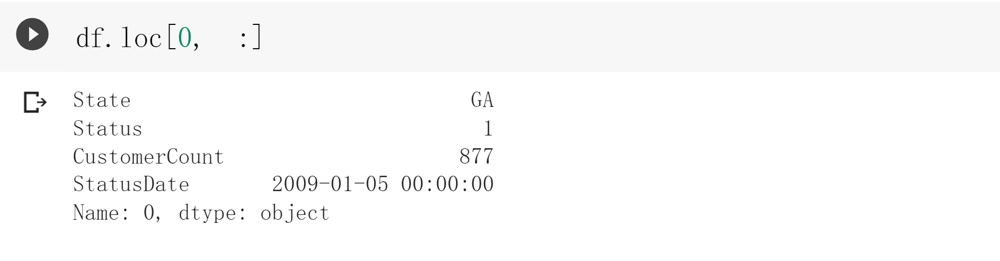 df.loc[0, :]
State GA
Status 1
CustomerCount 877
StatusDate 2009-01-05 00:00:00
Name: 0, dtype: object